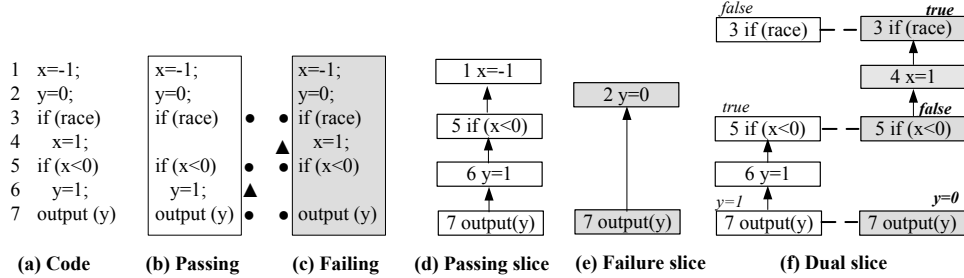 1 x=-1;
2 y=0;
3 if (race)
4 x=1;
5 if (x<0)
6 y=1;
7 output (y)
(a) Code
x=-1;
y=0;
if (race)
if (x<0)
y=1;
output (y)
(b) Passing
x=-1;
y=0;
if (race)
x=1;
if (x<0)
output (y)
(c) Failing
1 x=-1
5 if (x<0)
6 y=1
7 output(y)
(d) Passing slice
2 y=0
7 output(y)
(e) Failure slice
false
3 if (race)
true
3 if (race)
4 x=1
true
5 if (x<0)
false
5 if (x<0)
6 y=1
y=1
7 output(y)
y=0
7 output(y)
(f) Dual slice